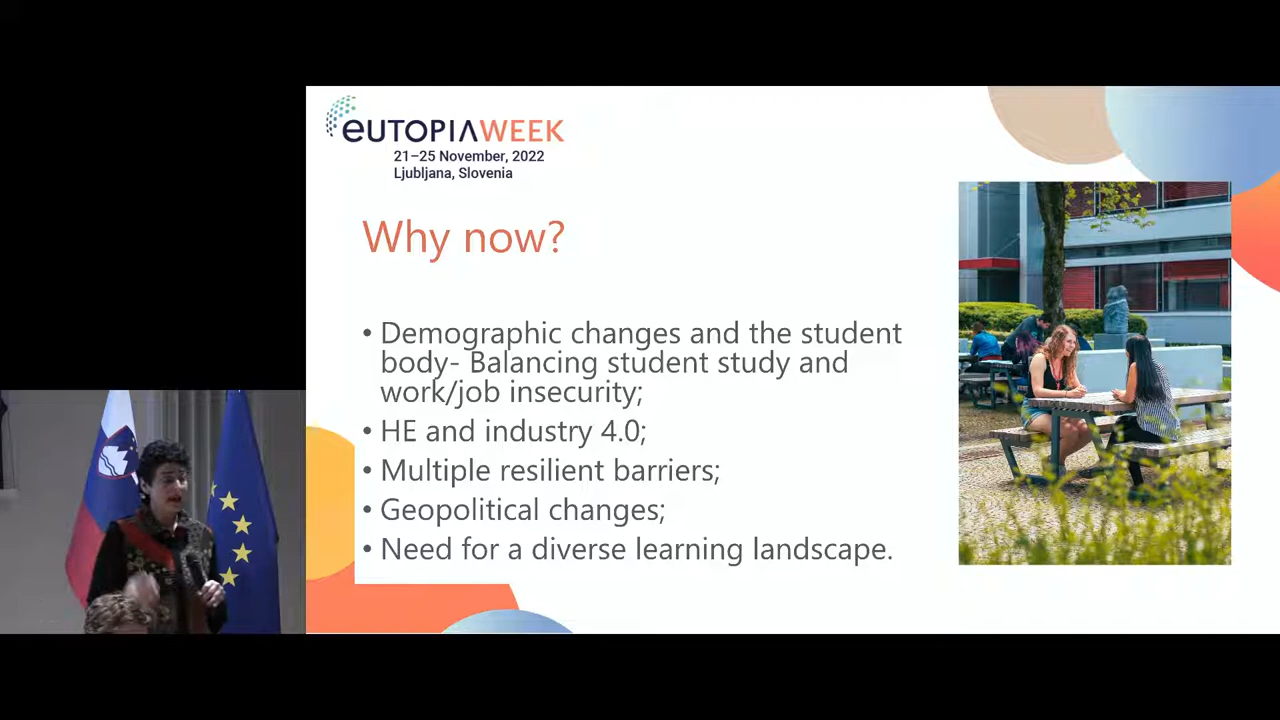 eUTOPIAWEEK
21–25 November, 2022
Ljubljana, Slovenia
Why now?
• Demographic changes and the student
body- Balancing student study and
work/job insecurity;
• HE and industry 4.0;
• Multiple resilient barriers;
• Geopolitical changes;
• Need for a diverse learning landscape.